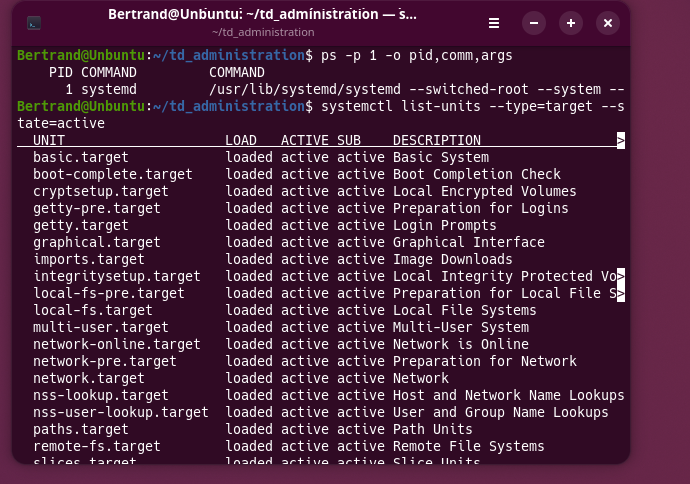 Bertrand@Unbuntu: ~/td_administration — s...
~/td_administration
Bertrand@Unbuntu:~/td_administration$ ps -p 1 -o pid,comm,args
    PID COMMAND         COMMAND
      1 systemd         /usr/lib/systemd/systemd --switched-root --system --
Bertrand@Unbuntu:~/td_administration$ systemctl list-units --type=target --s
tate=active
  UNIT                    LOAD   ACTIVE SUB    DESCRIPTION                 >
  basic.target            loaded active active Basic System
  boot-complete.target    loaded active active Boot Completion Check
  cryptsetup.target       loaded active active Local Encrypted Volumes
  getty-pre.target        loaded active active Preparation for Logins
  getty.target            loaded active active Login Prompts
  graphical.target        loaded active active Graphical Interface
  imports.target          loaded active active Image Downloads
  integritysetup.target   loaded active active Local Integrity Protected Vo>
  local-fs-pre.target     loaded active active Preparation for Local File S>
  local-fs.target         loaded active active Local File Systems
  multi-user.target       loaded active active Multi-User System
  network-online.target   loaded active active Network is Online
  network-pre.target      loaded active active Preparation for Network
  network.target          loaded active active Network
  nss-lookup.target       loaded active active Host and Network Name Lookups
  nss-user-lookup.target  loaded active active User and Group Name Lookups
  paths.target            loaded active active Path Units
  remote-fs.target        loaded active active Remote File Systems
  slices.target           loaded active active Slice Units